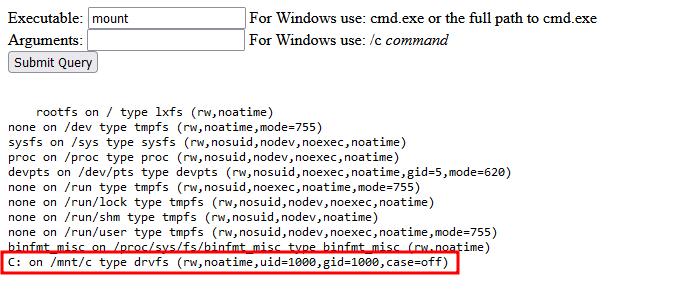 Executable: mount For Windows use: cmd.exe or the full path to cmd.exe
Arguments: For Windows use: /c command
Submit Query
rootfs on / type lxfs (rw,noatime)
none on /dev type tmpfs (rw,noatime,mode=755)
sysfs on /sys type sysfs (rw,nosuid,nodev,noexec,noatime)
proc on /proc type proc (rw,nosuid,nodev,noexec,noatime)
devpts on /dev/pts type devpts (rw,nosuid,noexec,noatime,gid=5,mode=620)
none on /run type tmpfs (rw,nosuid,noexec,noatime,mode=755)
none on /run/lock type tmpfs (rw,nosuid,nodev,noexec,noatime)
none on /run/shm type tmpfs (rw,nosuid,nodev,noatime)
none on /run/user type tmpfs (rw,nosuid,nodev,noexec,noatime,mode=755)
binfmt_misc on /proc/sys/fs/binfmt_misc type binfmt_misc (rw,noatime)
C: on /mnt/c type drvfs (rw,noatime,uid=1000,gid=1000,case=off)